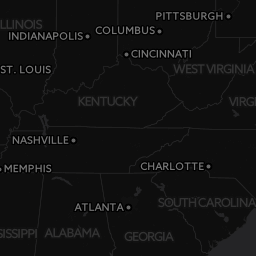 PITTSBURGH
ILLINOIS
COLUMBUS
INDIANAPOLIS
CINCINNATI
ST. LOUIS
WEST VIRGINIA
KENTUCKY
VIRG
NASHVILLE
MEMPHIS
CHARLOTTE
SOUTH CAROLINA
ATLANTA
SISSIPPI
ALABAMA
GEORGIA